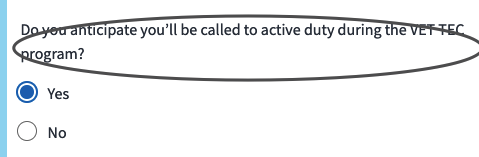 Do you anticipate you'll be called to active duty during the VET TEC
program?
Yes
No